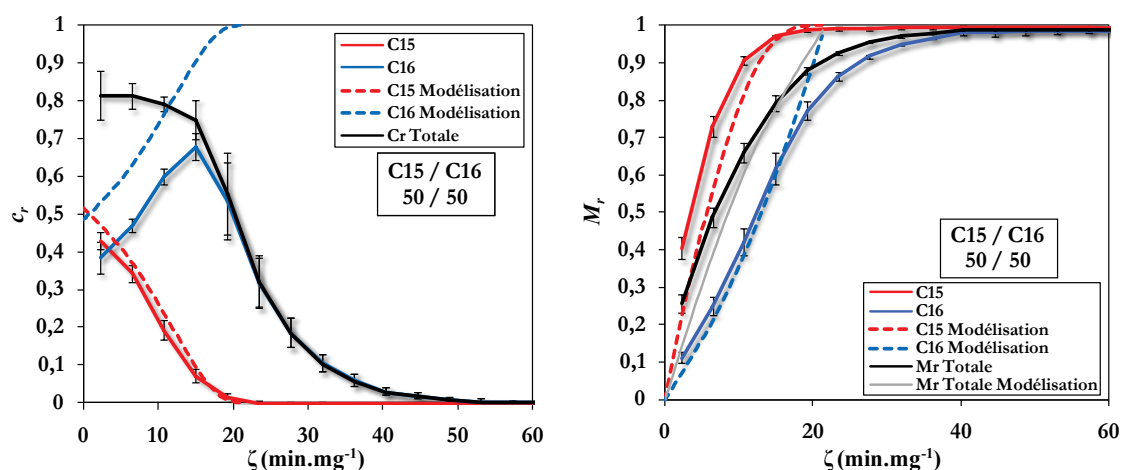 1
0,9
0,8
0,7
0,6
0,5
0,4
0,3
0,2
0,1
0
c_r
0 10 20 30 40 50 60
ζ (min.mg⁻¹)
C15
C16
C15 Modélisation
C16 Modélisation
Cr Totale
C15 / C16
50 / 50
1
0,9
0,8
0,7
0,6
0,5
0,4
0,3
0,2
0,1
0
M_r
0 20 40 60
ζ (min.mg⁻¹)
C15 / C16
50 / 50
C15
C16
C15 Modélisation
C16 Modélisation
Mr Totale
Mr Totale Modélisation